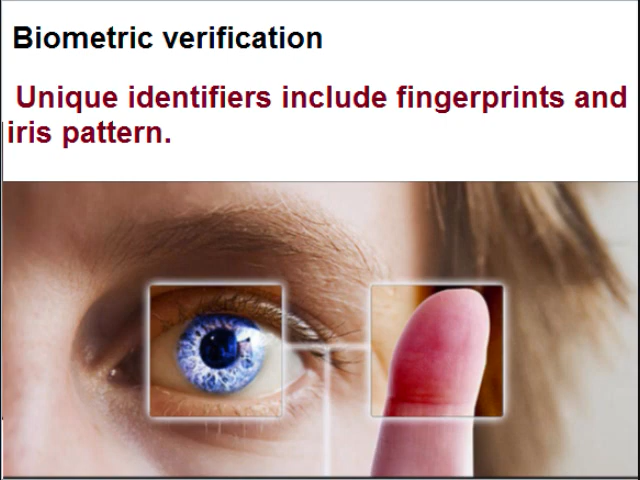 Biometric verification
Unique identifiers include fingerprints and
iris pattern.